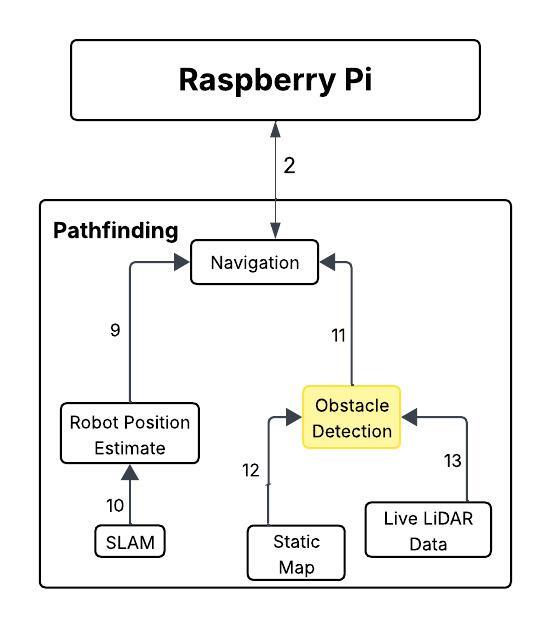 Raspberry Pi
2
Pathfinding
Navigation
9
11
Robot Position
Estimate
Obstacle
Detection
10
12
13
SLAM
Static
Map
Live LiDAR
Data